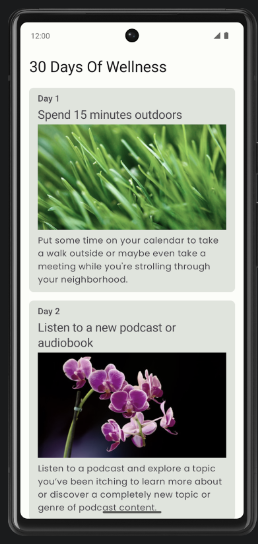 12:00
30 Days Of Wellness
Day 1
Spend 15 minutes outdoors
Put some time on your calendar to take
a walk outside or maybe even take a
meeting while you're strolling through
your neighborhood.
Day 2
Listen to a new podcast or
audiobook
Listen to a podcast and explore a topic
you've been itching to learn more about
or discover a completely new topic or
genre of podcast content.